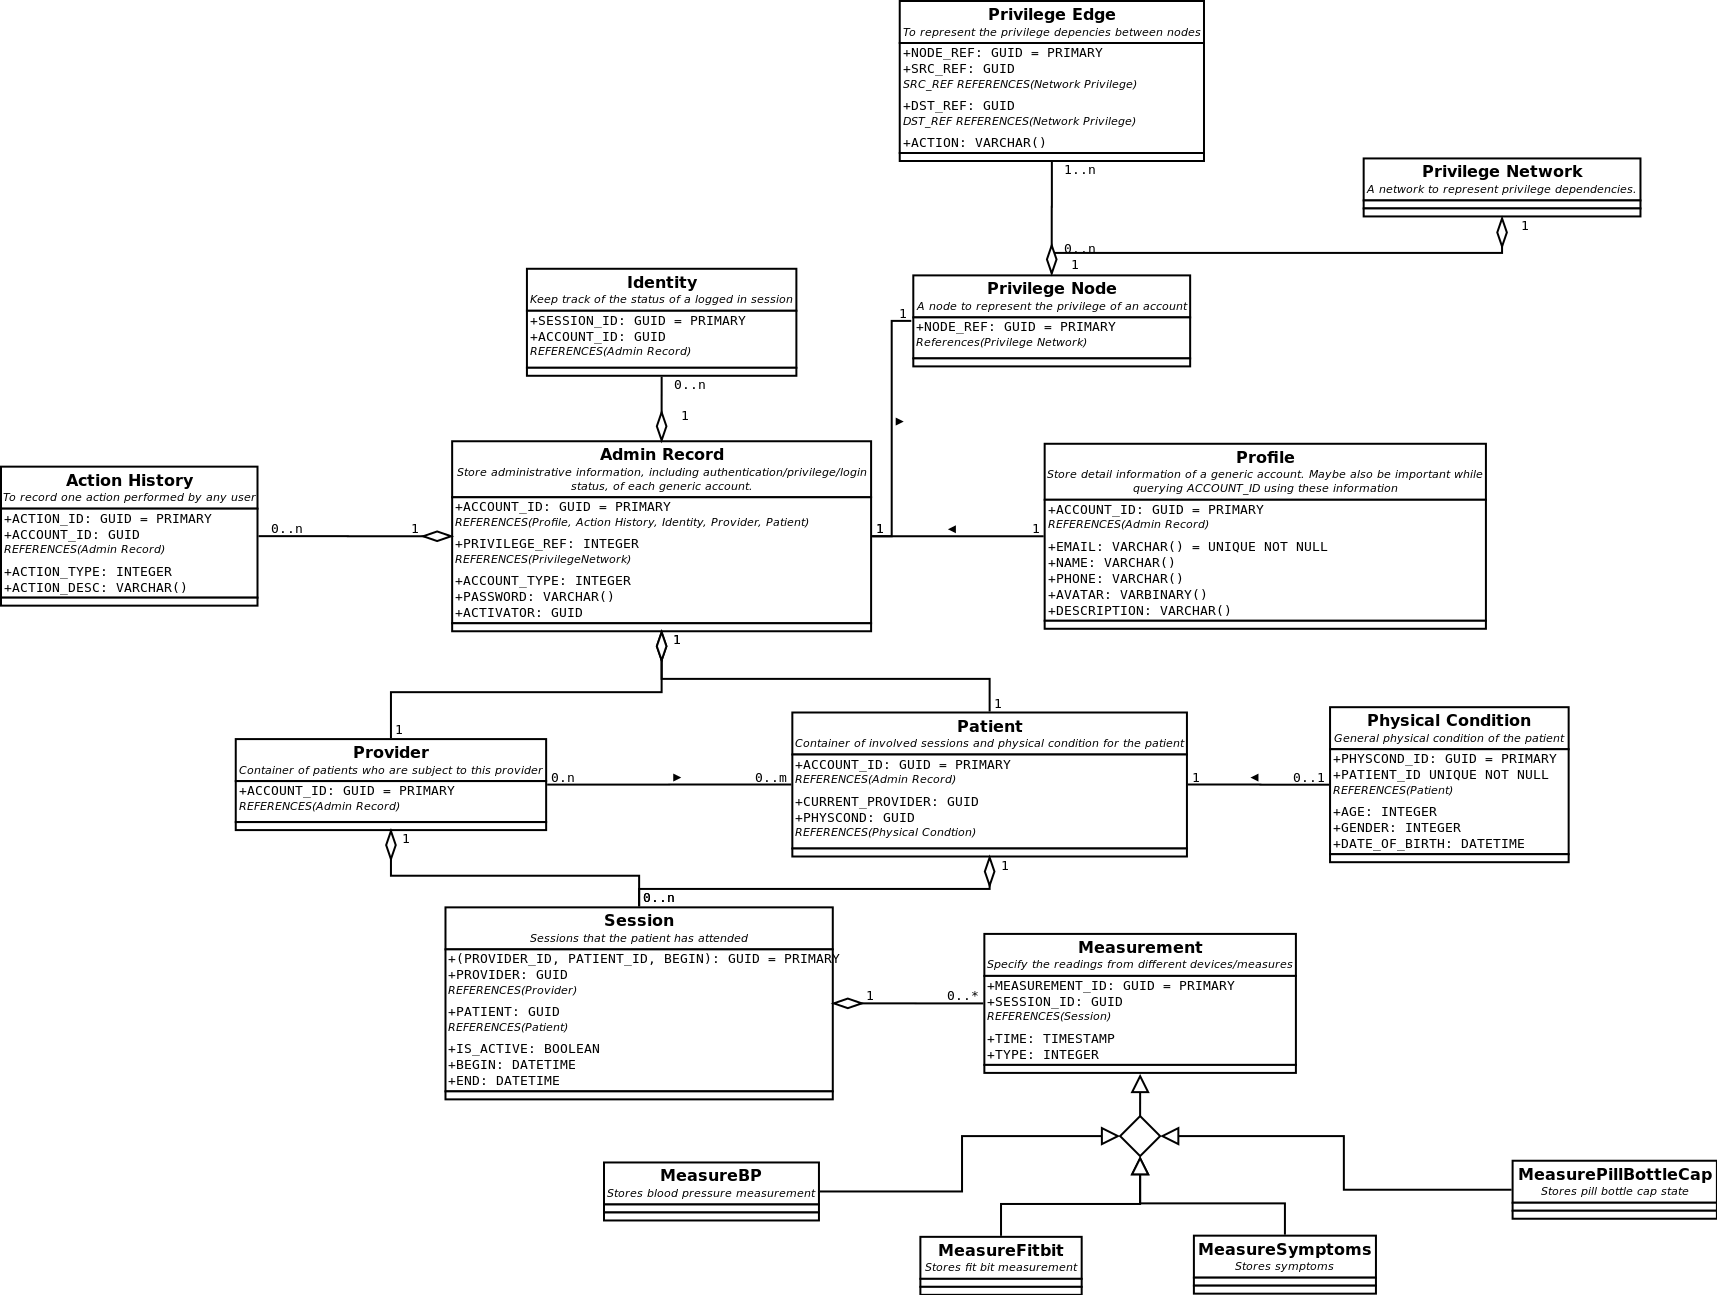 Privilege Edge
To represent the privilege depencies between nodes
+NODE_REF: GUID = PRIMARY
+SRC_REF: GUID
SRC_REF REFERENCES(Network Privilege)
+DST_REF: GUID
DST_REF REFERENCES(Network Privilege)
+ACTION: VARCHAR()
1..n
Privilege Network
A network to represent privilege dependencies.
1
0..n
1
Privilege Node
A node to represent the privilege of an account
+NODE_REF: GUID = PRIMARY
References(Privilege Network)
1
Identity
Keep track of the status of a logged in session
+SESSION_ID: GUID = PRIMARY
+ACCOUNT_ID: GUID
REFERENCES(Admin Record)
0..n
1
Action History
To record one action performed by any user
+ACTION_ID: GUID = PRIMARY
+ACCOUNT_ID: GUID
REFERENCES(Admin Record)
+ACTION_TYPE: INTEGER
+ACTION_DESC: VARCHAR()
0..n
1
Admin Record
Store administrative information, including authentication/privilege/login
status, of each generic account.
+ACCOUNT_ID: GUID = PRIMARY
REFERENCES(Profile, Action History, Identity, Provider, Patient)
+PRIVILEGE_REF: INTEGER
REFERENCES(PrivilegeNetwork)
+ACCOUNT_TYPE: INTEGER
+PASSWORD: VARCHAR()
+ACTIVATOR: GUID
1
1
Profile
Store detail information of a generic account. Maybe also be important while
querying ACCOUNT_ID using these information
+ACCOUNT_ID: GUID = PRIMARY
REFERENCES(Admin Record)
+EMAIL: VARCHAR() = UNIQUE NOT NULL
+NAME: VARCHAR()
+PHONE: VARCHAR()
+AVATAR: VARBINARY()
+DESCRIPTION: VARCHAR()
1
1
1
Provider
Container of patients who are subject to this provider
+ACCOUNT_ID: GUID = PRIMARY
REFERENCES(Admin Record)
0.n
0..m
Patient
Container of involved sessions and physical condition for the patient
+ACCOUNT_ID: GUID = PRIMARY
REFERENCES(Admin Record)
+CURRENT_PROVIDER: GUID
+PHYSCOND: GUID
REFERENCES(Physical Condtion)
1
0..1
Physical Condition
General physical condition of the patient
+PHYSCOND_ID: GUID = PRIMARY
+PATIENT_ID UNIQUE NOT NULL
REFERENCES(Patient)
+AGE: INTEGER
+GENDER: INTEGER
+DATE_OF_BIRTH: DATETIME
1
1
0..n
Session
Sessions that the patient has attended
+(PROVIDER_ID, PATIENT_ID, BEGIN): GUID = PRIMARY
+PROVIDER: GUID
REFERENCES(Provider)
+PATIENT: GUID
REFERENCES(Patient)
+IS_ACTIVE: BOOLEAN
+BEGIN: DATETIME
+END: DATETIME
1
0..*
Measurement
Specify the readings from different devices/measures
+MEASUREMENT_ID: GUID = PRIMARY
+SESSION_ID: GUID
REFERENCES(Session)
+TIME: TIMESTAMP
+TYPE: INTEGER
MeasureBP
Stores blood pressure measurement
MeasurePillBottleCap
Stores pill bottle cap state
MeasureFitbit
Stores fit bit measurement
MeasureSymptoms
Stores symptoms